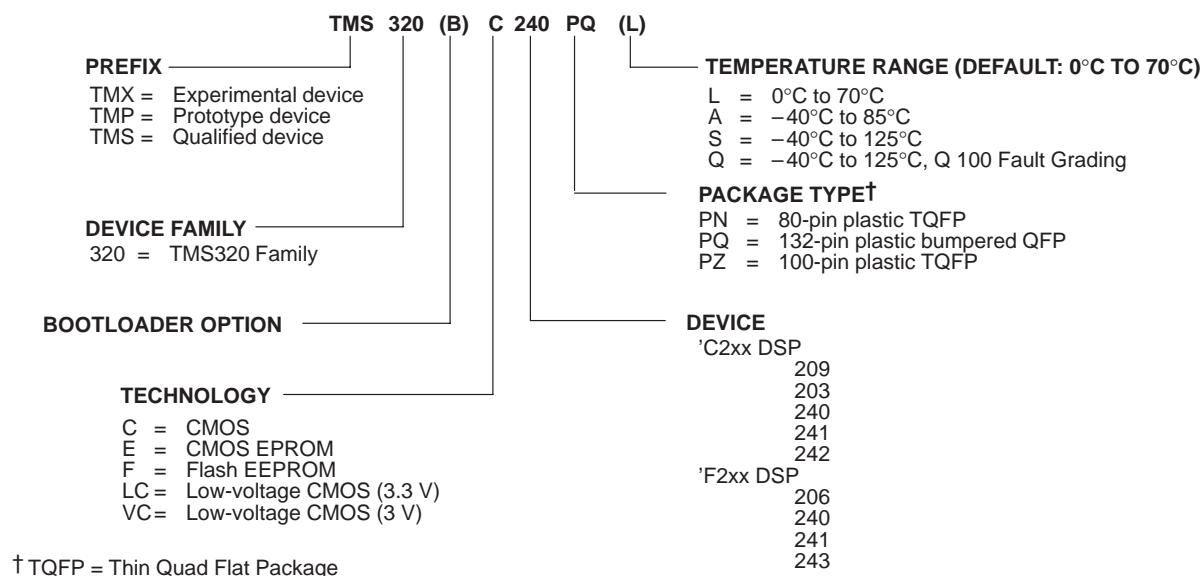 TMS 320 (B) C 240 PQ (L)
PREFIX
TMX = Experimental device
TMP = Prototype device
TMS = Qualified device
DEVICE FAMILY
320 = TMS320 Family
BOOTLOADER OPTION
TECHNOLOGY
C = CMOS
E = CMOS EPROM
F = Flash EEPROM
LC = Low-voltage CMOS (3.3 V)
VC = Low-voltage CMOS (3 V)
† TQFP = Thin Quad Flat Package
TEMPERATURE RANGE (DEFAULT: 0°C TO 70°C)
L = 0°C to 70°C
A = –40°C to 85°C
S = –40°C to 125°C
Q = –40°C to 125°C, Q 100 Fault Grading
PACKAGE TYPE†
PN = 80-pin plastic TQFP
PQ = 132-pin plastic bumpered QFP
PZ = 100-pin plastic TQFP
DEVICE
’C2xx DSP
209
203
240
241
242
’F2xx DSP
206
240
241
243